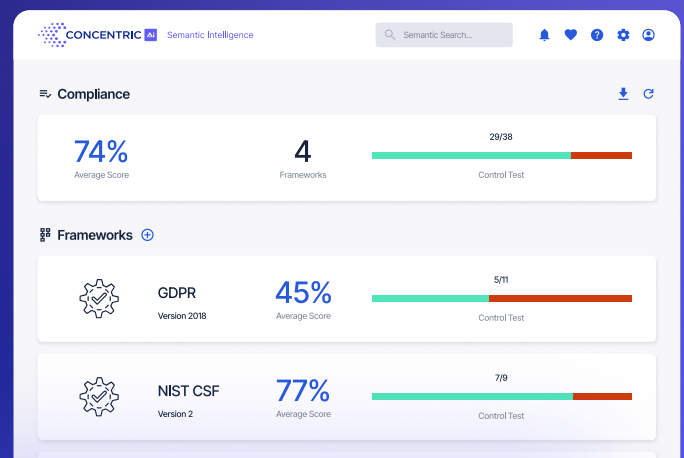 CONCENTRIC AI Semantic Intelligence
Semantic Search...
Compliance
74%
Average Score
4
Frameworks
29/38
Control Test
Frameworks
GDPR
Version 2018
45%
Average Score
5/11
Control Test
NIST CSF
Version 2
77%
Average Score
7/9
Control Test